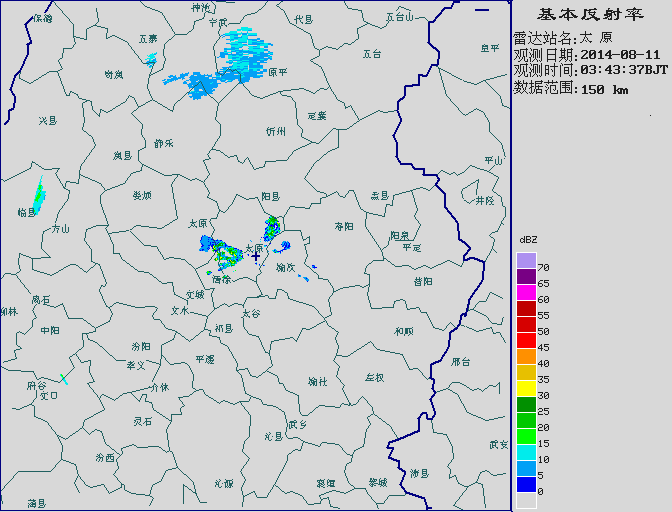 基本反射率
雷达站名:太 原
观测日期:2014-08-11
观测时间:03:43:37BJT
数据范围:150 km
dBZ
70
65
60
55
50
45
40
35
30
25
20
15
10
5
0
神池
保德
宁武
代县
五台山
五寨
阜平
五台
岢岚
原平
兴县
定襄
忻州
静乐
岚县
平山
娄烦
阳县
盂县
井陉
临县
太原
寿阳
方山
阳泉
太原
平定
榆次
清徐
昔阳
文城
离石
文水
太谷
柳林
祁县
中阳
和顺
汾阳
平遥
孝义
邢台
左权
榆社
介休
交口
灵石
武乡
沁县
武安
汾西
沁源
襄垣
黎城
涉县
蒲县